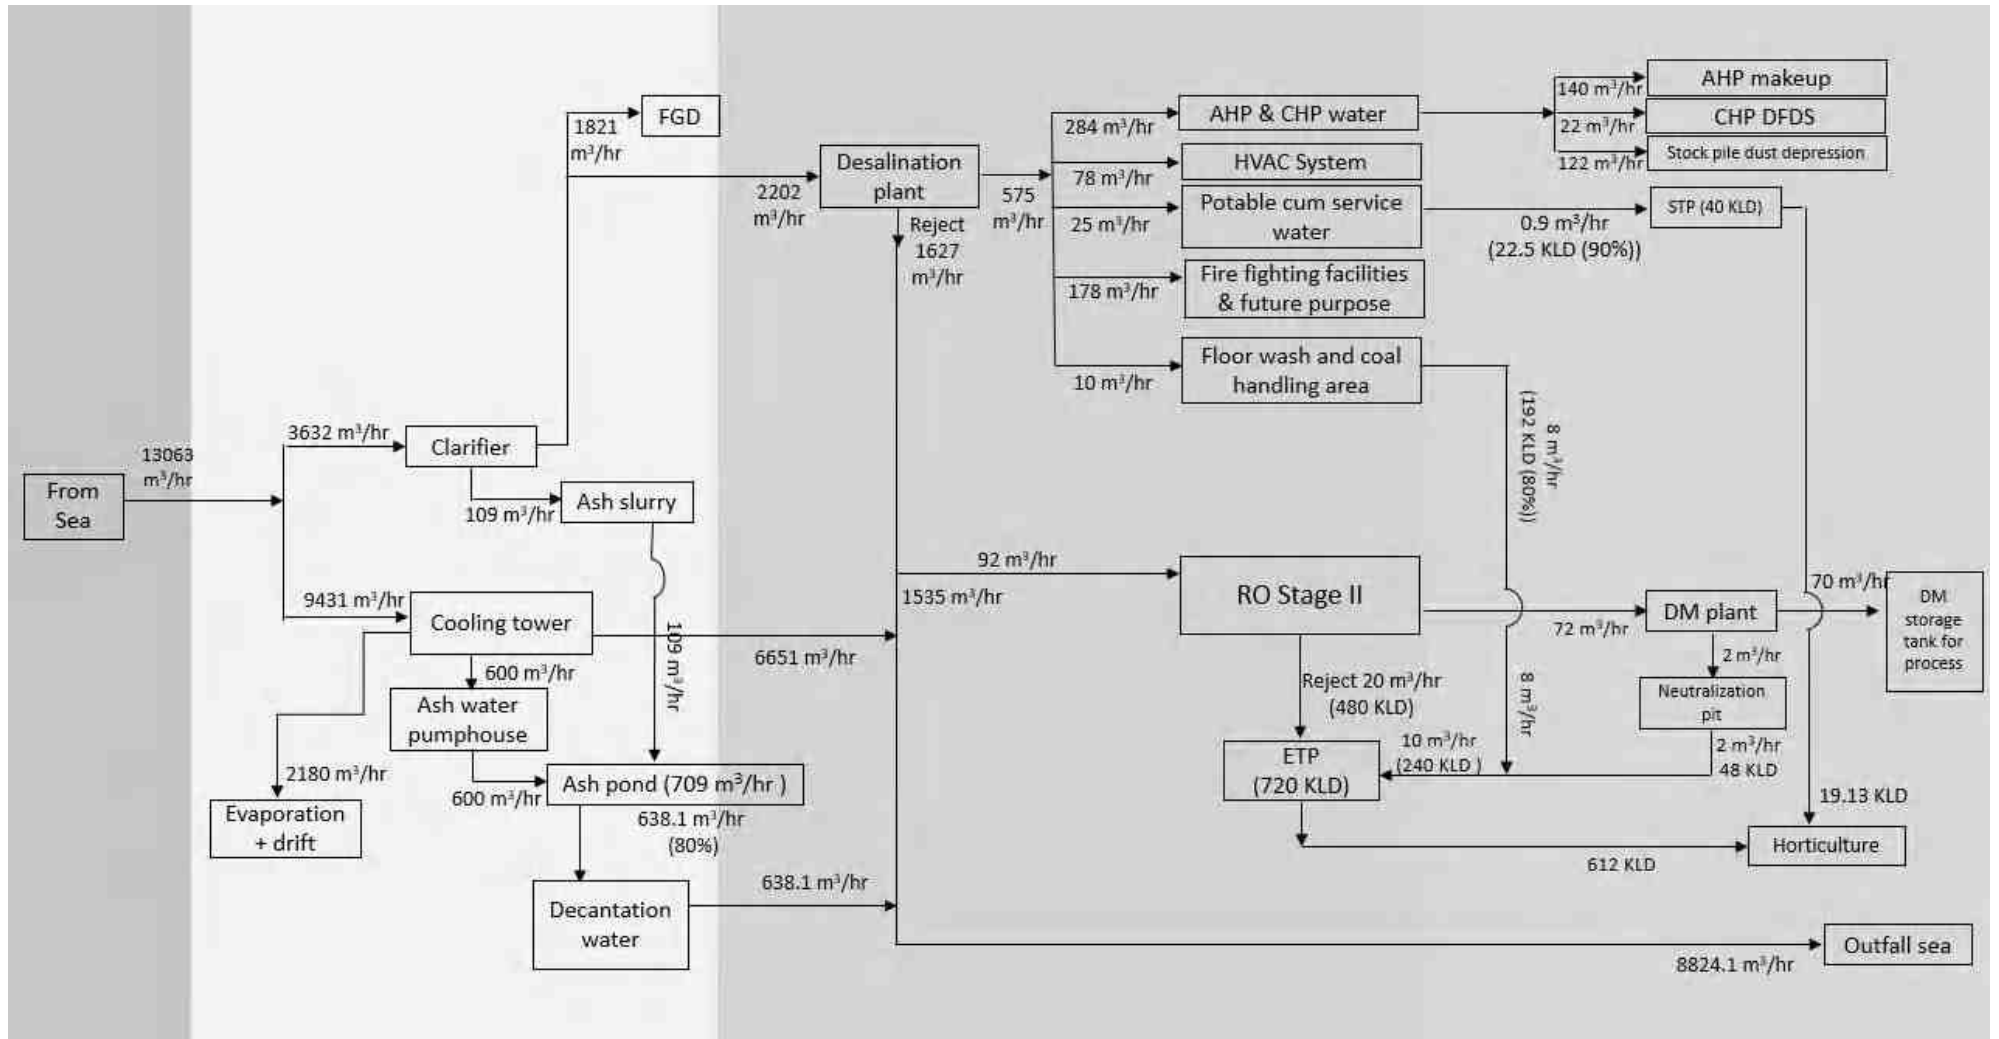 From
Sea
13063
m³/hr
3632 m³/hr
9431 m³/hr
Clarifier
109 m³/hr
Ash slurry
109 m³/hr
1821
m³/hr
FGD
2202
m³/hr
Cooling tower
600 m³/hr
Ash water
pumphouse
600 m³/hr
2180 m³/hr
Evaporation
+ drift
6651 m³/hr
Ash pond (709 m³/hr )
638.1 m³/hr
(80%)
Decantation
water
638.1 m³/hr
Desalination
plant
Reject
1627
m³/hr
575
m³/hr
284 m³/hr
78 m³/hr
25 m³/hr
178 m³/hr
10 m³/hr
AHP & CHP water
HVAC System
Potable cum service
water
Fire fighting facilities
& future purpose
Floor wash and coal
handling area
140 m³/hr
22 m³/hr
122 m³/hr
AHP makeup
CHP DFDS
Stock pile dust depression
0.9 m³/hr
(22.5 KLD (90%))
STP (40 KLD)
8 m³/hr
(192 KLD (80%))
92 m³/hr
1535 m³/hr
RO Stage II
72 m³/hr
DM plant
70 m³/hr
DM
storage
tank for
process
2 m³/hr
Neutralization
pit
2 m³/hr
48 KLD
8 m³/hr
Reject 20 m³/hr
(480 KLD)
10 m³/hr
(240 KLD )
ETP
(720 KLD)
19.13 KLD
612 KLD
Horticulture
8824.1 m³/hr
Outfall sea